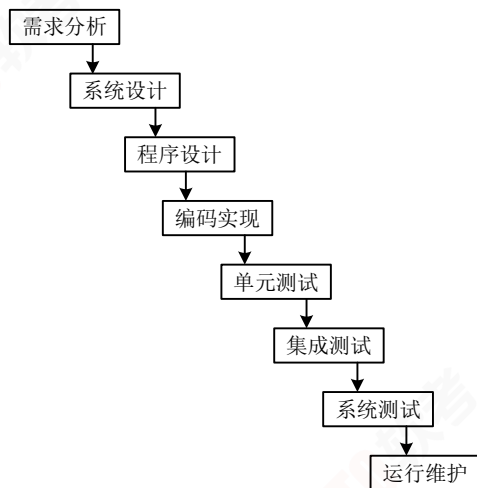 需求分析
系统设计
程序设计
编码实现
单元测试
集成测试
系统测试
运行维护